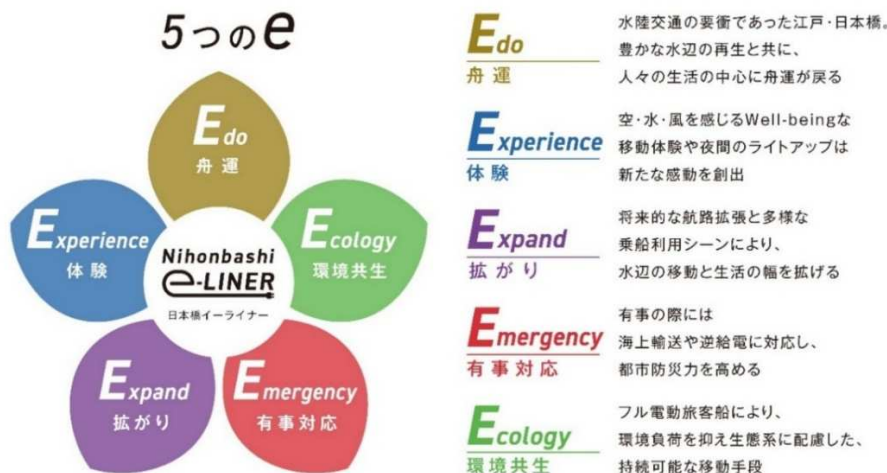 5つのe
Edo
舟運
Experience
体験
Ecology
環境共生
Nihonbashi
e-LINER
日本橋イーライナー
Expand
拡がり
Emergency
有事対応
Edo
舟運
水陸交通の要衝であった江戸・日本橋。
豊かな水辺の再生と共に、
人々の生活の中心に舟運が戻る
Experience
体験
空・水・風を感じるWell-beingな
移動体験や夜間のライトアップは
新たな感動を創出
Expand
拡がり
将来的な航路拡張と多様な
乗船利用シーンにより、
水辺の移動と生活の幅を拡げる
Emergency
有事対応
有事の際には
海上輸送や逆給電に対応し、
都市防災力を高める
Ecology
環境共生
フル電動旅客船により、
環境負荷を抑え生態系に配慮した、
持続可能な移動手段